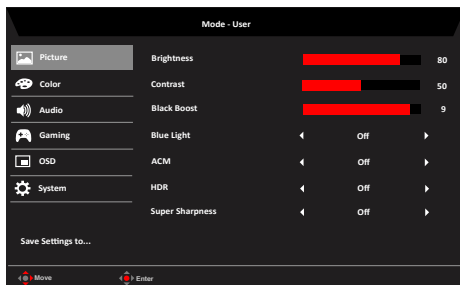 Mode - User
Picture
Brightness 80
Color
Contrast 50
Audio
Black Boost 9
Gaming
Blue Light Off
OSD
ACM Off
System
HDR Off
Super Sharpness Off
Save Settings to...
Move Enter